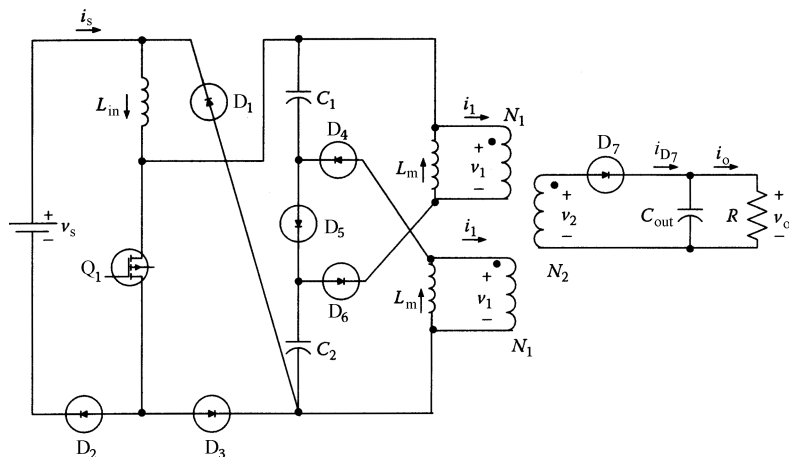 i_s
L_in
D_1
C_1
D_4
i_1
N_1
L_m
+
v_1
−
D_7
i_D7
i_o
+
v_s
−
D_5
+
v_2
−
C_out
R
+
v_o
−
Q_1
D_6
i_1
L_m
+
v_1
−
N_2
C_2
N_1
D_2
D_3